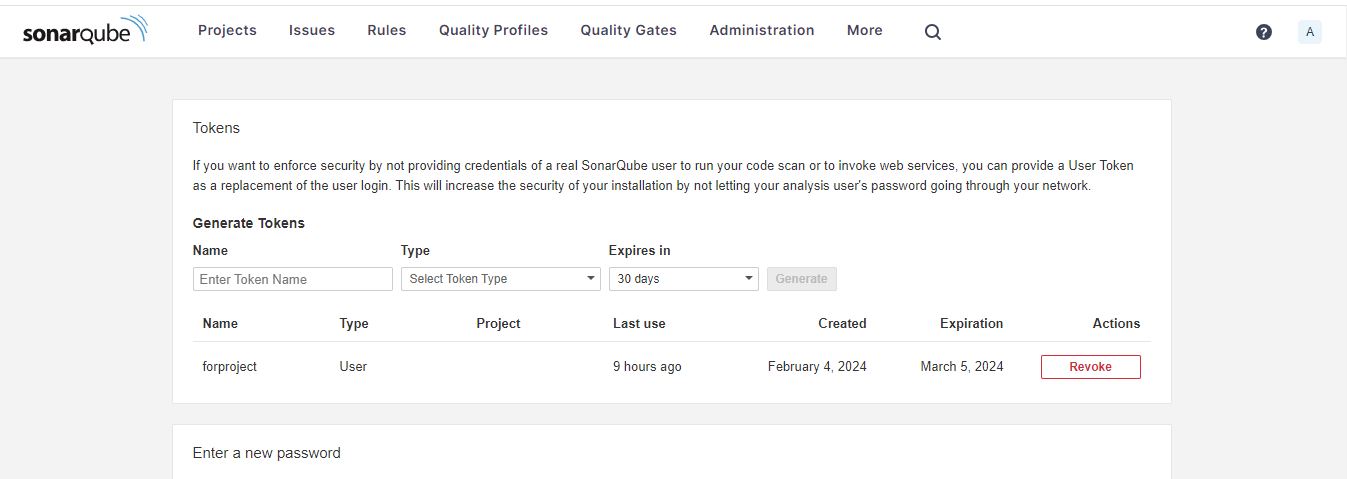 sonarqube Projects Issues Rules Quality Profiles Quality Gates Administration More ? A
Tokens
If you want to enforce security by not providing credentials of a real SonarQube user to run your code scan or to invoke web services, you can provide a User Token
as a replacement of the user login. This will increase the security of your installation by not letting your analysis user's password going through your network.
Generate Tokens
Name Type Expires in
Enter Token Name Select Token Type 30 days Generate
Name Type Project Last use Created Expiration Actions
forproject User 9 hours ago February 4, 2024 March 5, 2024 Revoke
Enter a new password